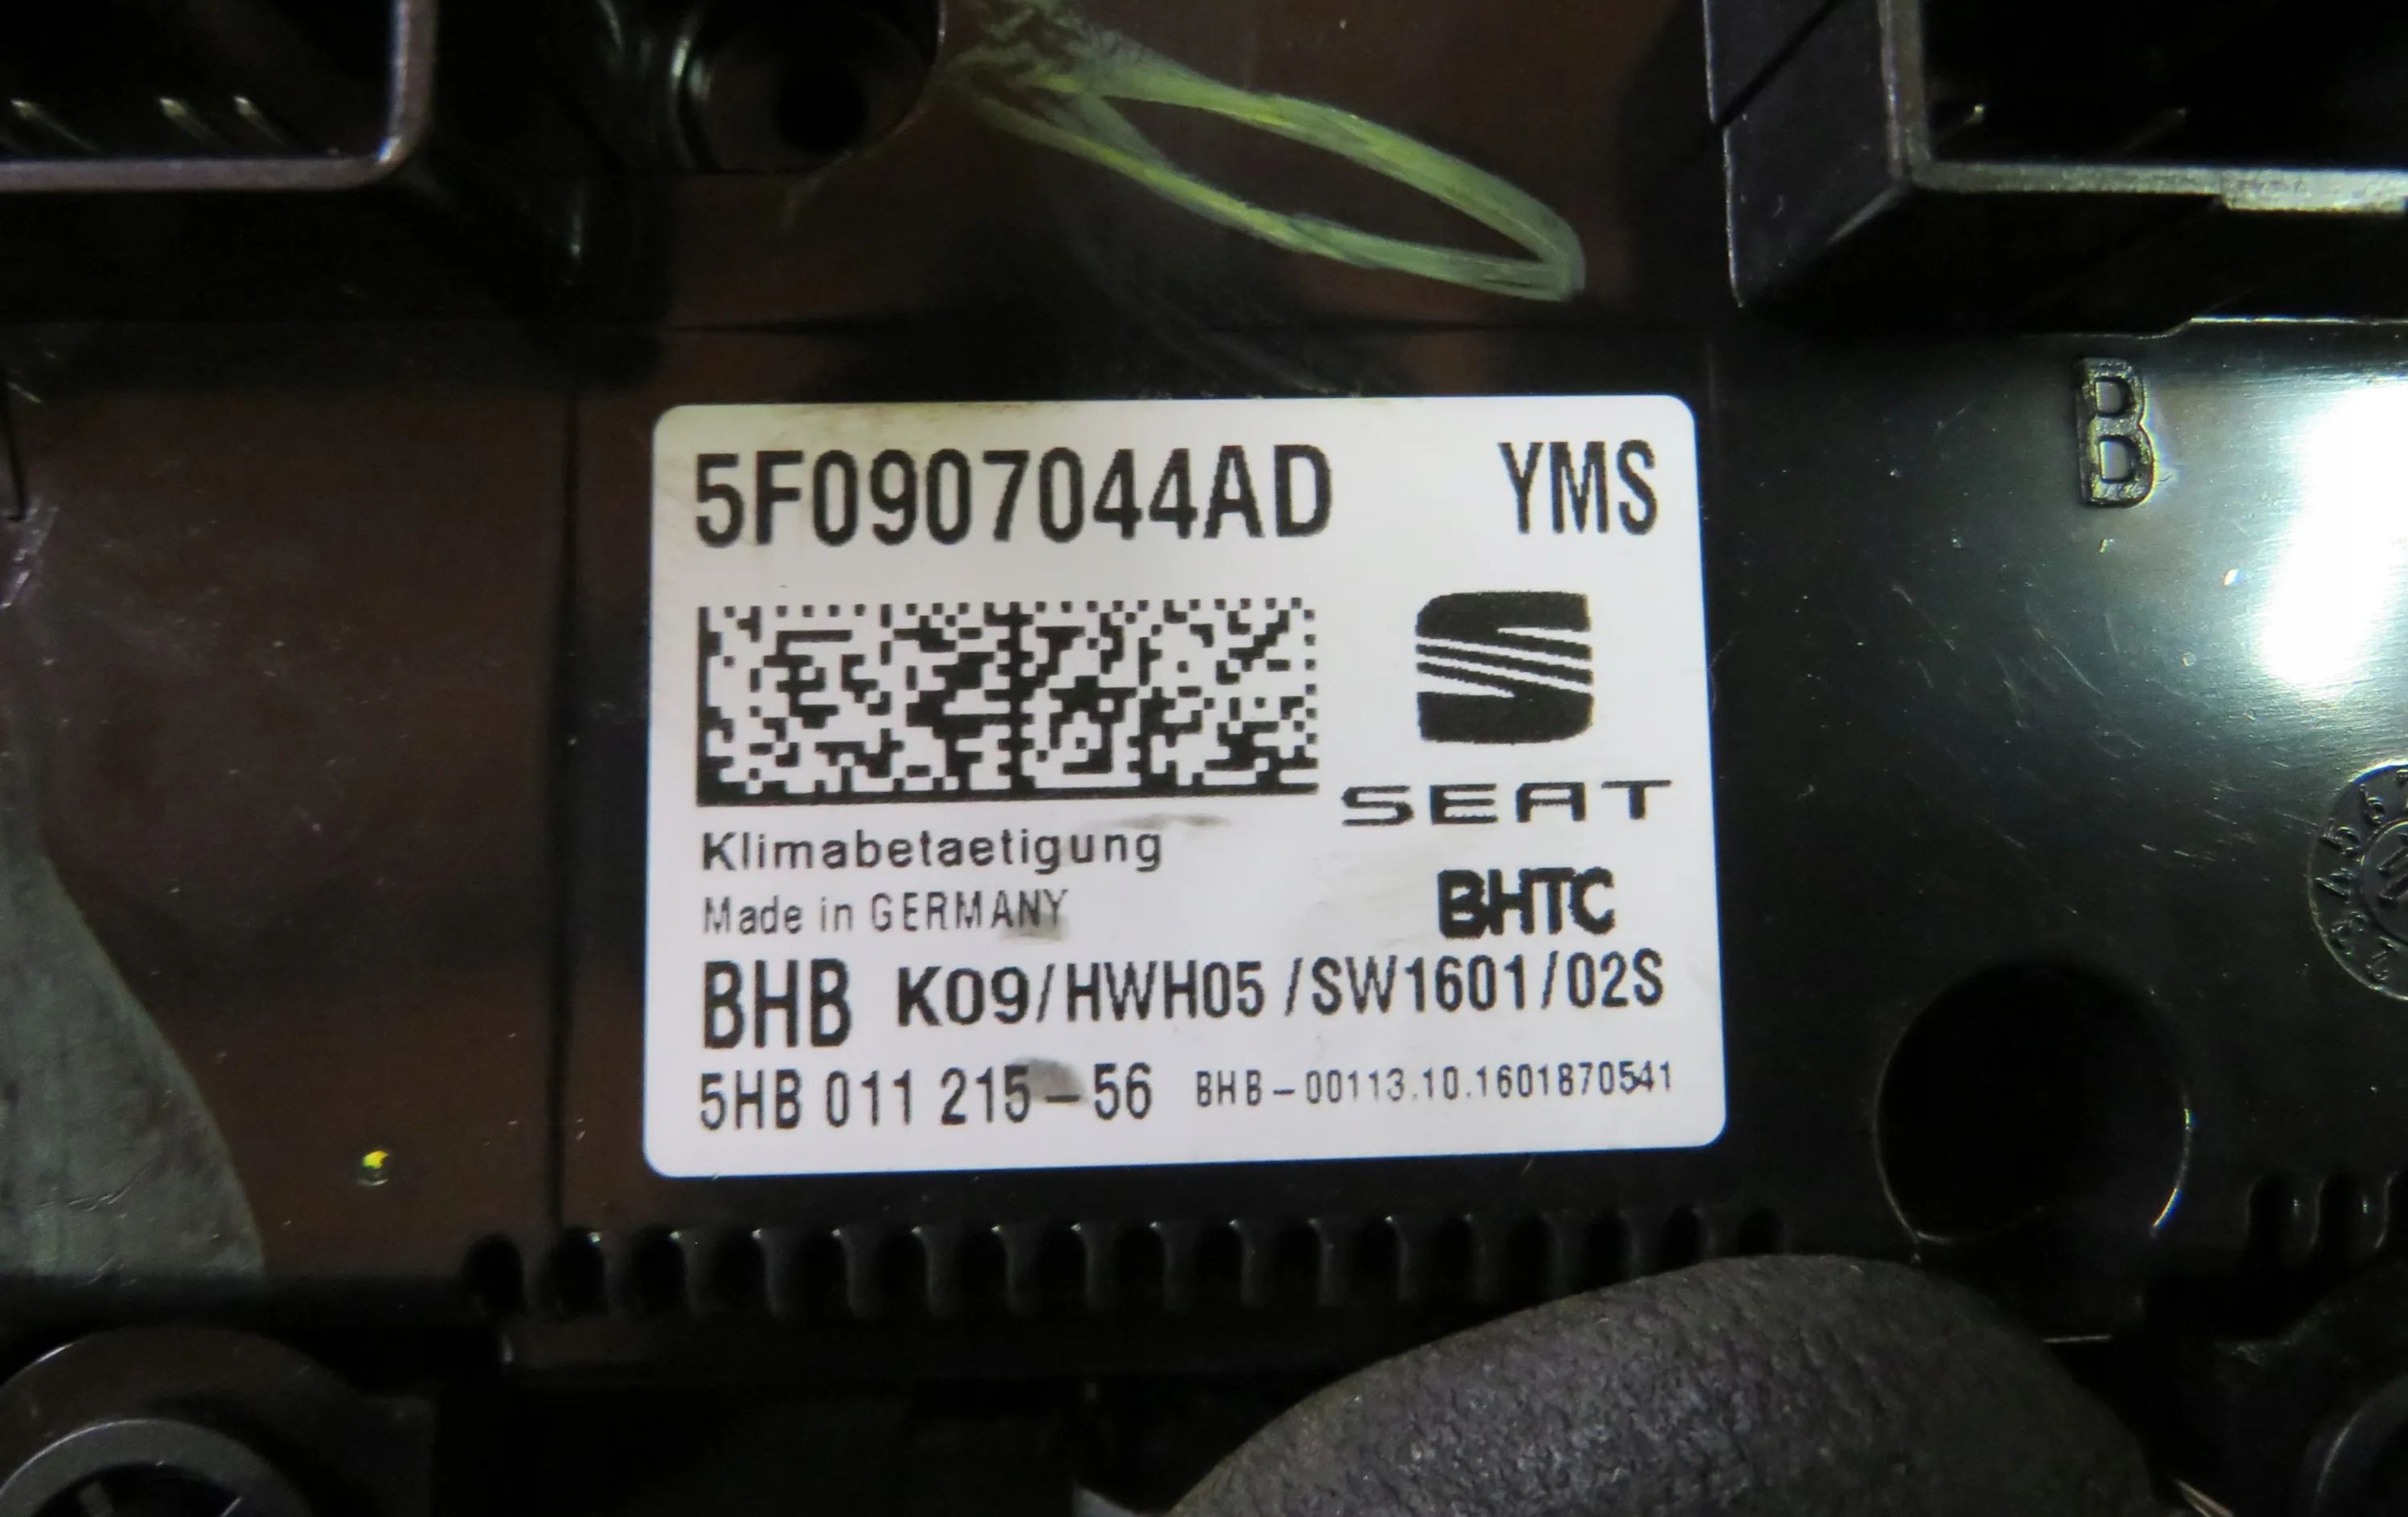 5F0907044AD YMS
SEAT
Klimabetaetigung
Made in GERMANY
BHTC
BHB K09/HWH05 /SW1601/02S
5HB 011 215-56 BHB-00113.10.1601870541
B